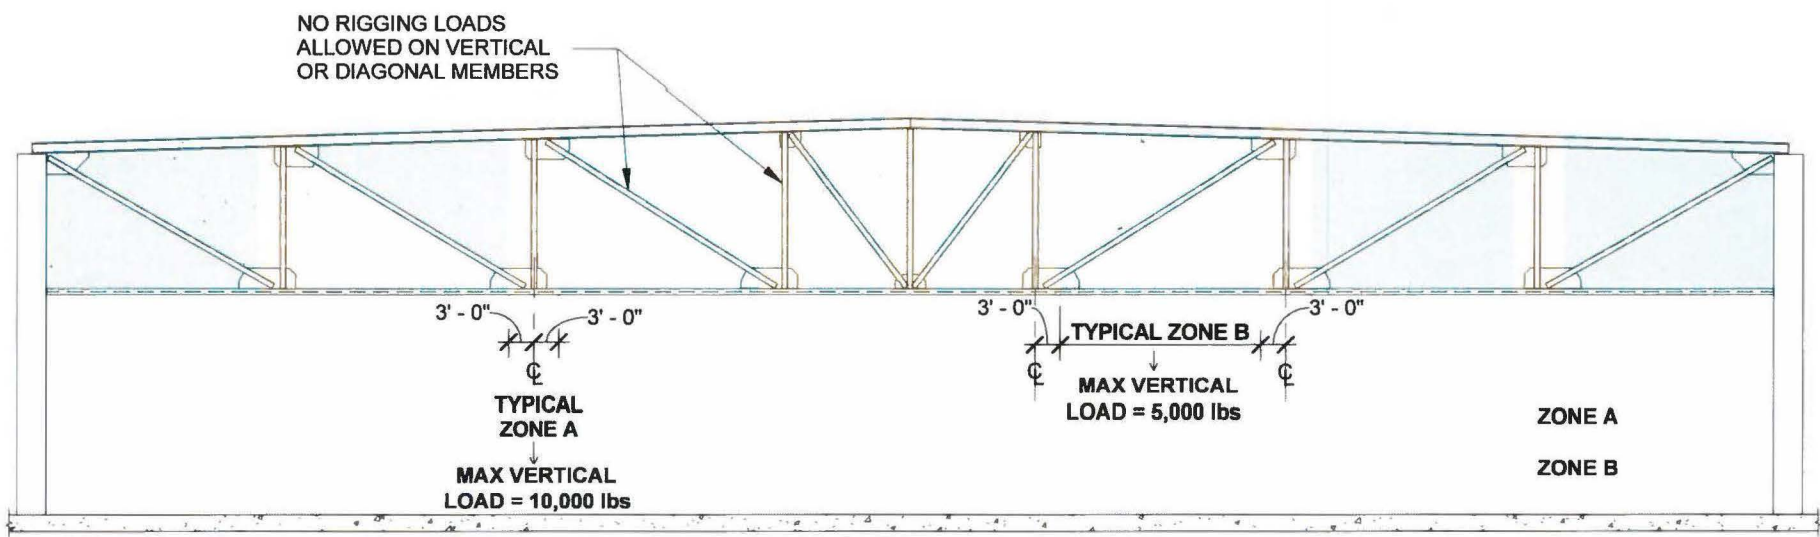 NO RIGGING LOADS
ALLOWED ON VERTICAL
OR DIAGONAL MEMBERS
3' - 0"
3' - 0"
℄
TYPICAL
ZONE A
MAX VERTICAL
LOAD = 10,000 lbs
3' - 0"
TYPICAL ZONE B
3' - 0"
℄
℄
MAX VERTICAL
LOAD = 5,000 lbs
ZONE A
ZONE B